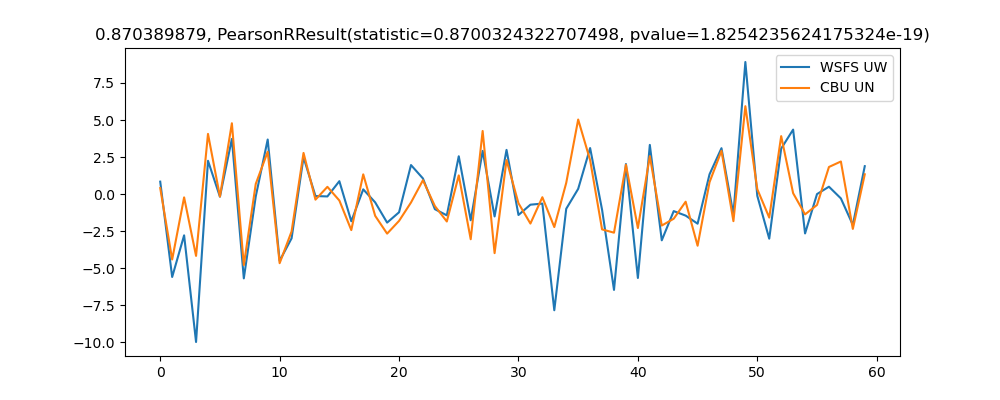 0.870389879, PearsonRResult(statistic=0.8700324322707498, pvalue=1.8254235624175324e-19)
WSFS UW
CBU UN
7.5
5.0
2.5
0.0
−2.5
−5.0
−7.5
−10.0
0 10 20 30 40 50 60